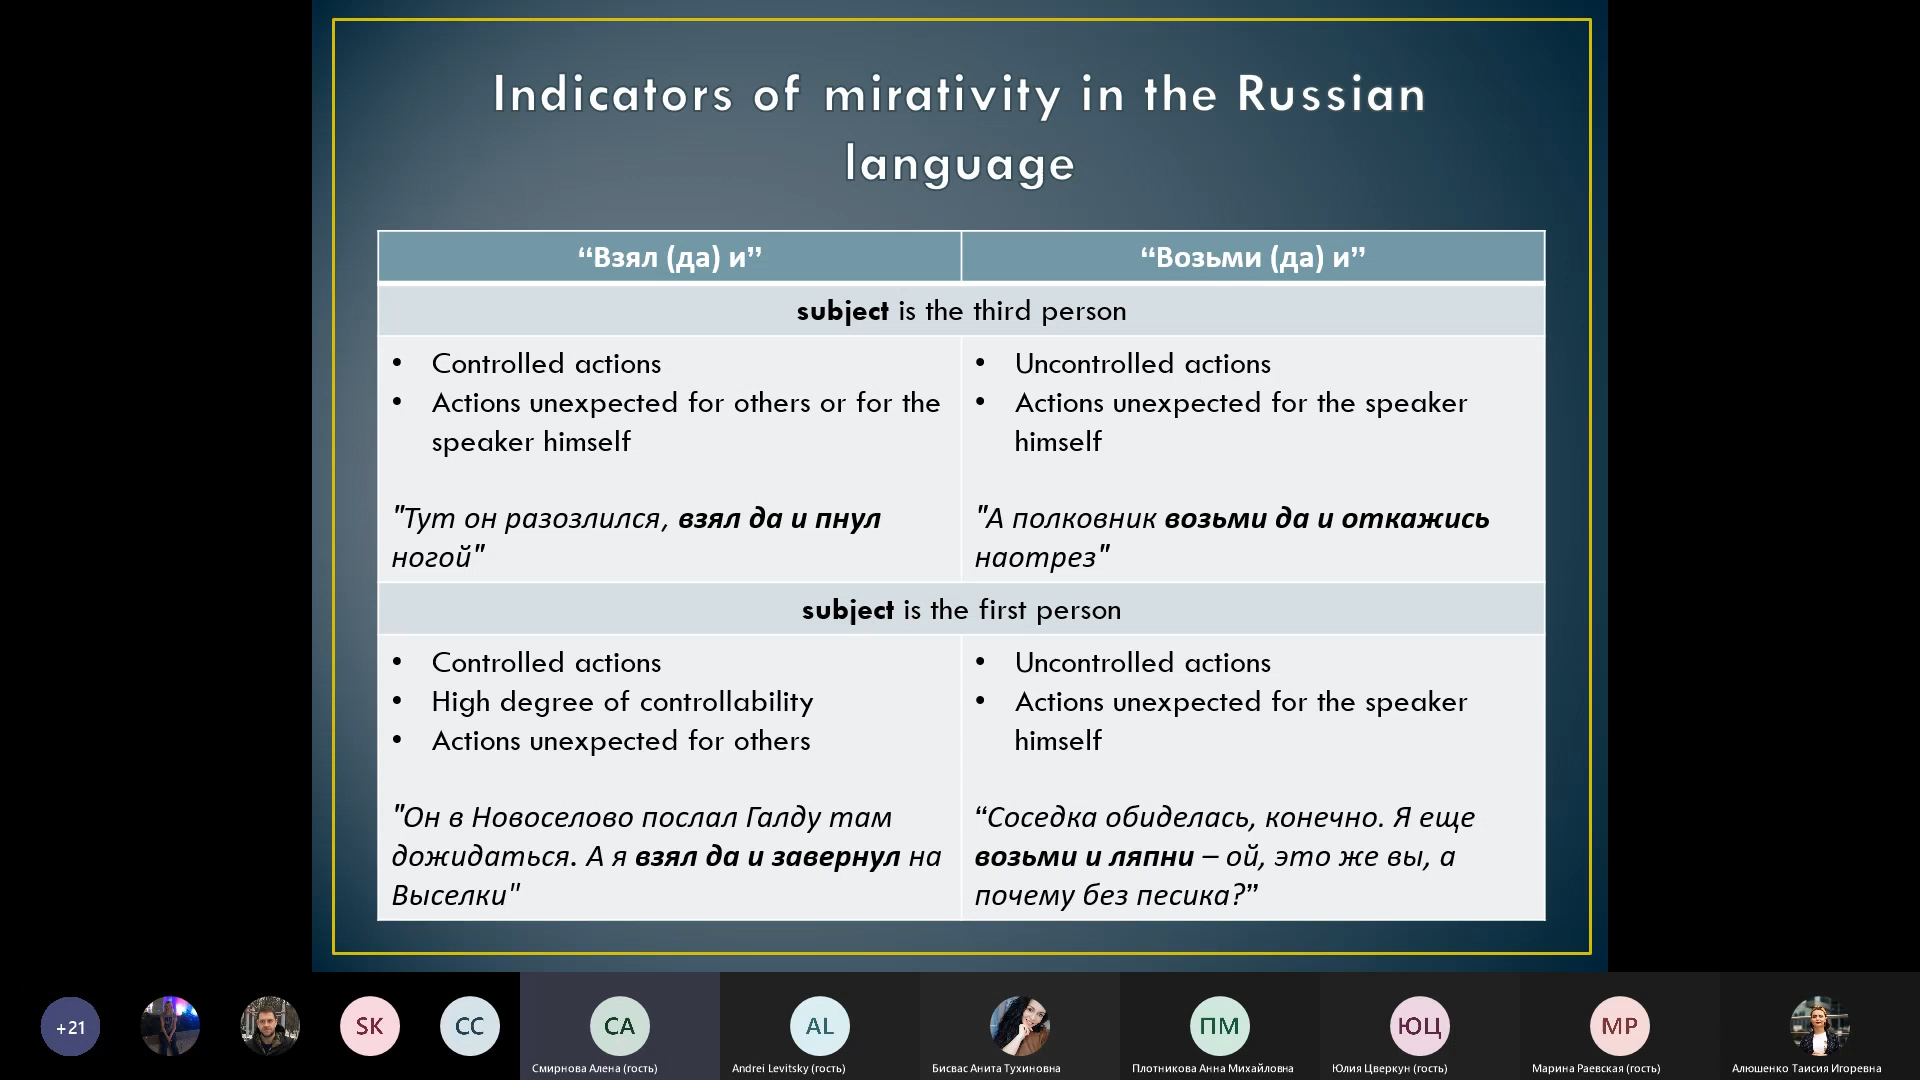 Indicators of mirativity in the Russian
language
“Взял (да) и”
“Возьми (да) и”
subject is the third person
• Controlled actions
• Actions unexpected for others or for the
speaker himself
"Тут он разозлился, взял да и пнул
ногой"
• Uncontrolled actions
• Actions unexpected for the speaker
himself
"А полковник возьми да и откажись
наотрез"
subject is the first person
• Controlled actions
• High degree of controllability
• Actions unexpected for others
"Он в Новоселово послал Галду там
дожидаться. А я взял да и завернул на
Выселки"
• Uncontrolled actions
• Actions unexpected for the speaker
himself
“Соседка обиделась, конечно. Я еще
возьми и ляпни – ой, это же вы, а
почему без песика?”
+21
SK
CC
СА
AL
ПМ
ЮЦ
МР
Смирнова Алена (гость)
Andrei Levitsky (гость)
Бисвас Анита Тухиновна
Плотникова Анна Михайловна
Юлия Цверкун (гость)
Марина Раевская (гость)
Алюшенко Таисия Игоревна